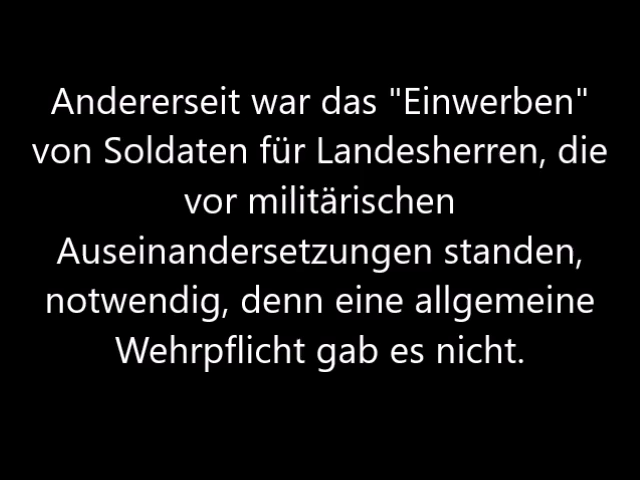 Andererseit war das "Einwerben"
von Soldaten für Landesherren, die
vor militärischen
Auseinandersetzungen standen,
notwendig, denn eine allgemeine
Wehrpflicht gab es nicht.